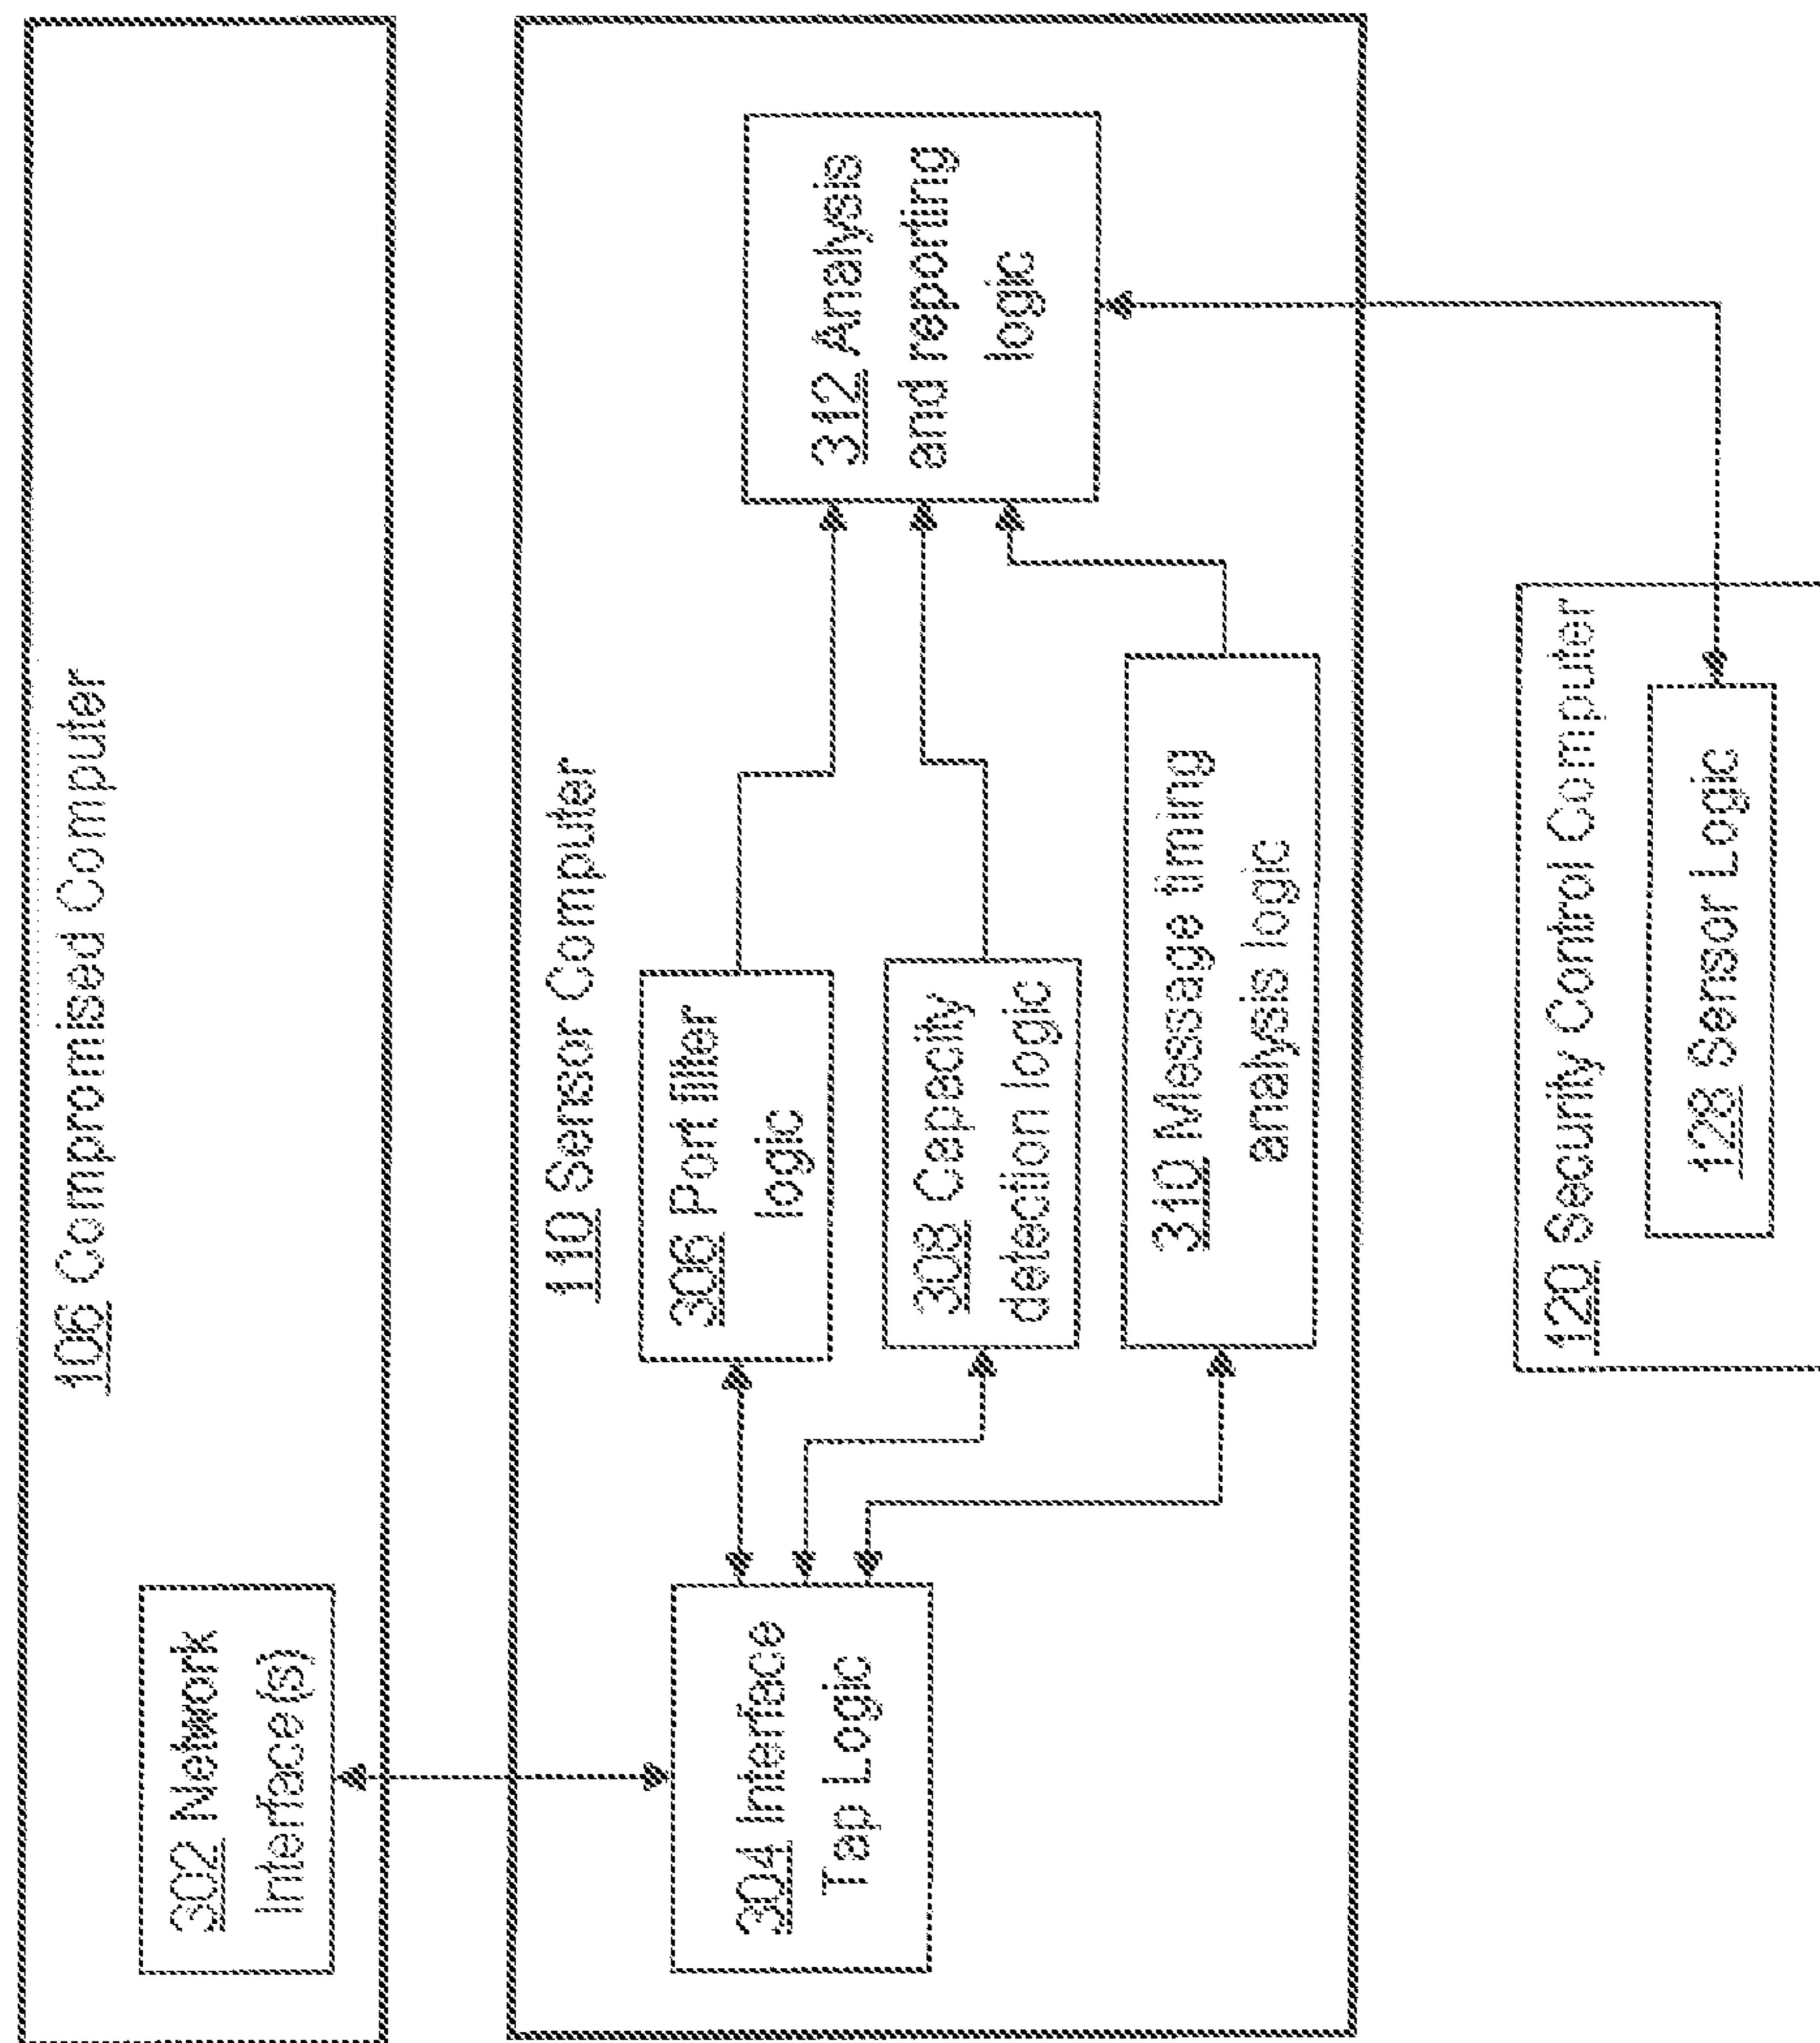 106 Compromised Computer
302 Network
Interface(s)
110 Sensor Computer
304 Interface
Tap Logic
306 Port filter
logic
308 Capacity
detection logic
310 Message timing
analysis logic
312 Analysis
and reporting
logic
120 Security Control Computer
128 Sensor Logic